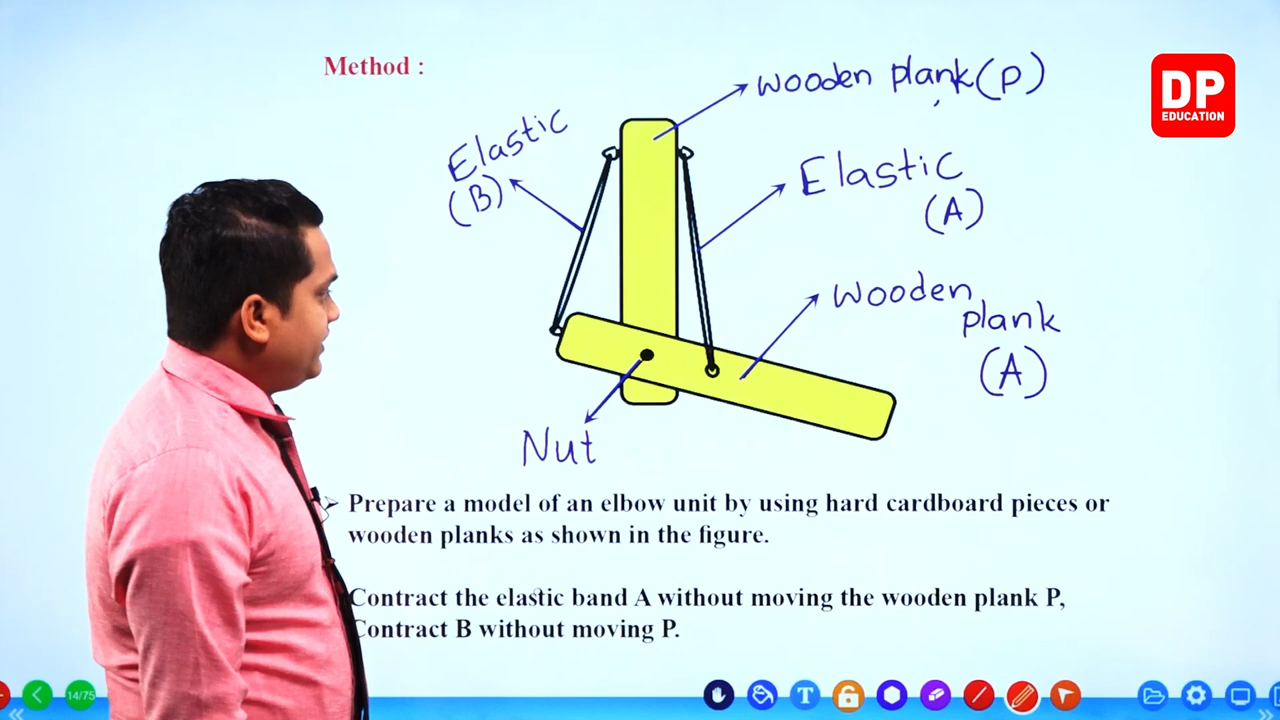 Method :
wooden plank (P)
DP
EDUCATION
Elastic
(B)
Elastic
(A)
wooden
plank
(A)
Nut
➢ Prepare a model of an elbow unit by using hard cardboard pieces or
wooden planks as shown in the figure.
Contract the elastic band A without moving the wooden plank P,
Contract B without moving P.
14/75
T